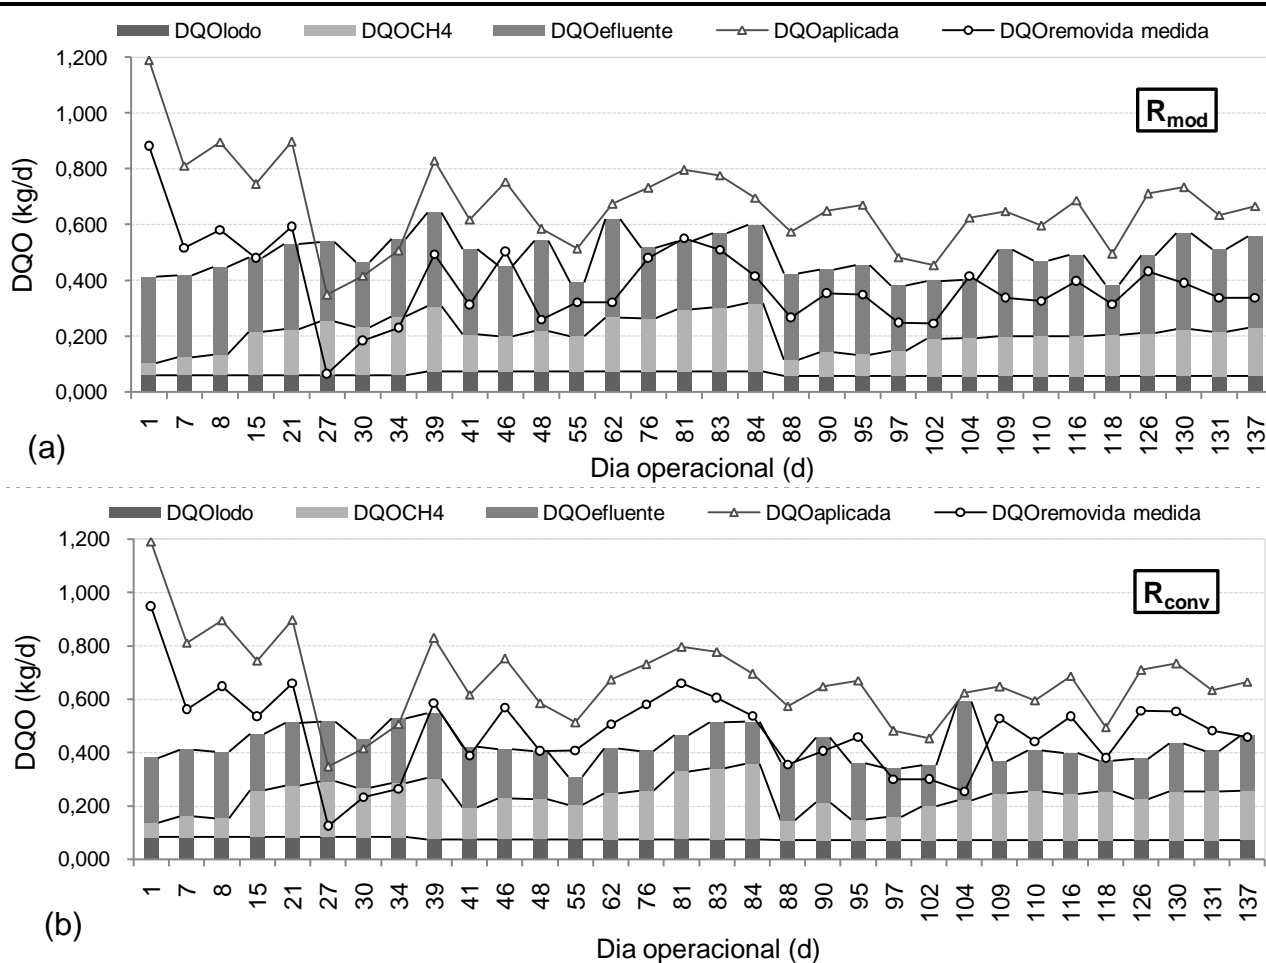 DQOlodo DQOCH4 DQOefluente DQOaplicada DQOremovida medida
1,200
1,000
0,800
0,600
0,400
0,200
0,000
DQO (kg/d)
Rmod
1 7 8 15 21 27 30 34 39 41 46 48 55 62 76 81 83 84 88 90 95 97 102 104 109 110 116 118 126 130 131 137
(a)
Dia operacional (d)
DQOlodo DQOCH4 DQOefluente DQOaplicada DQOremovida medida
1,200
1,000
0,800
0,600
0,400
0,200
0,000
DQO (kg/d)
Rconv
1 7 8 15 21 27 30 34 39 41 46 48 55 62 76 81 83 84 88 90 95 97 102 104 109 110 116 118 126 130 131 137
(b)
Dia operacional (d)